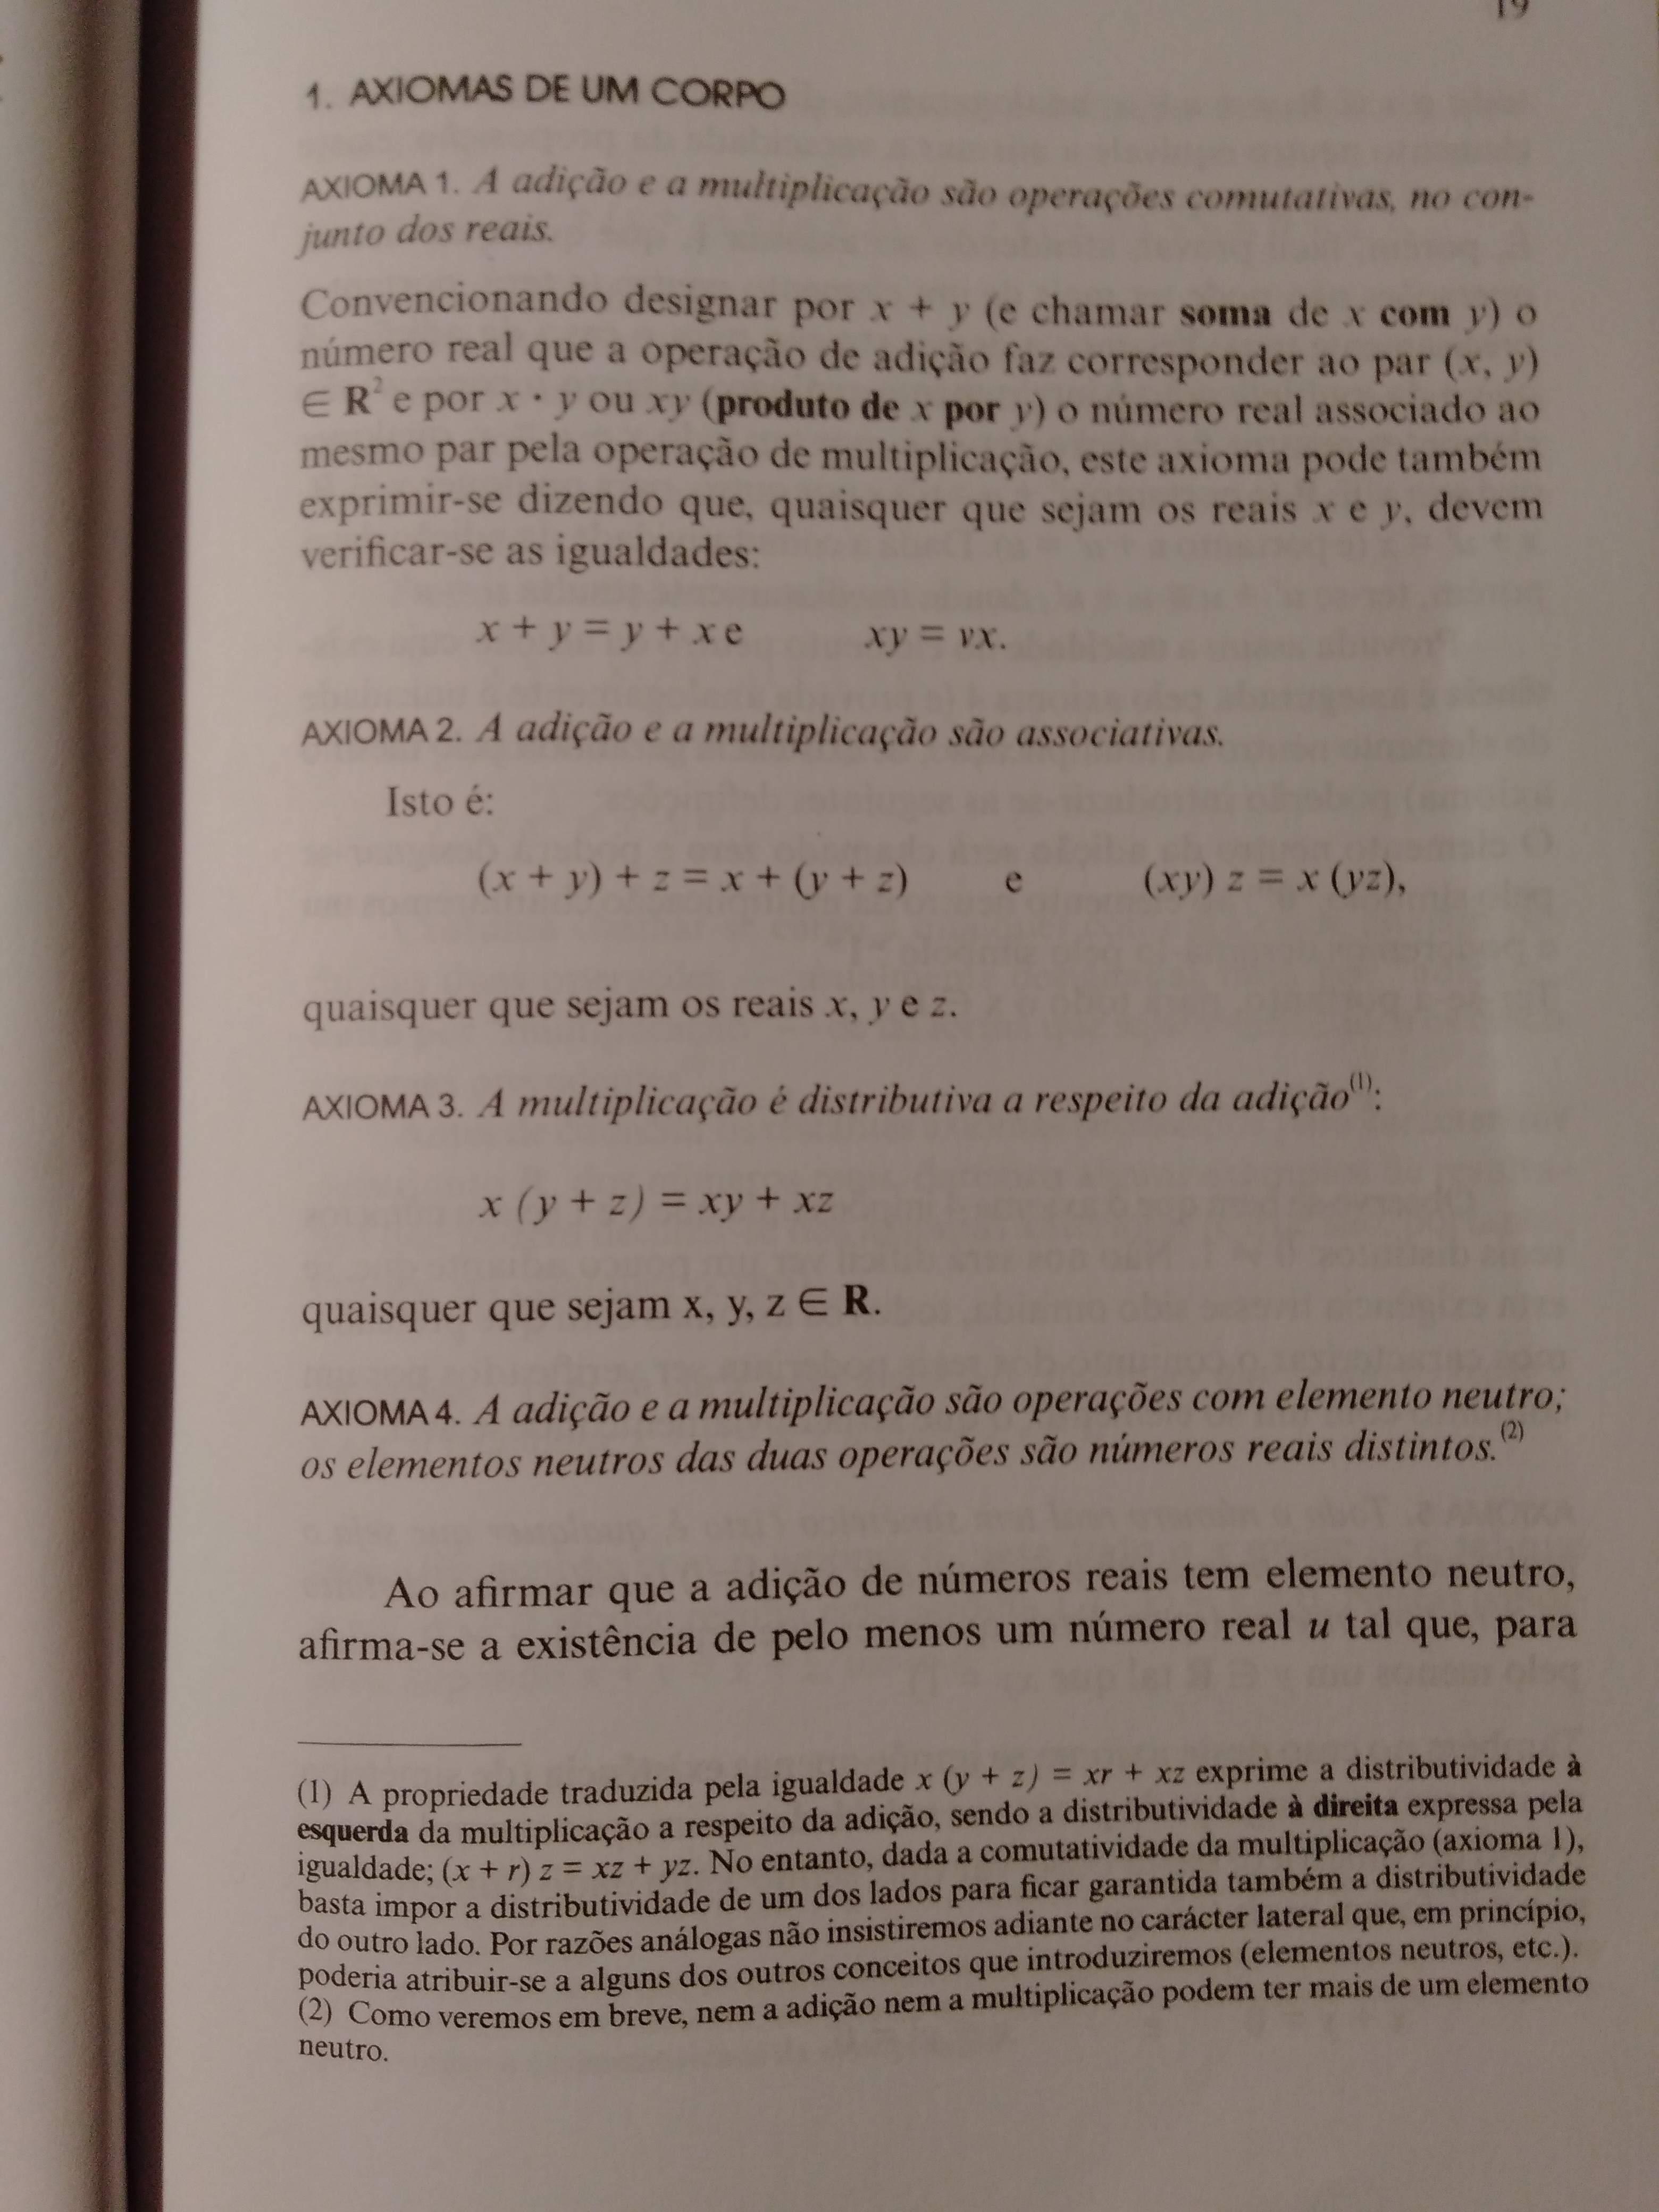 19
1. AXIOMAS DE UM CORPO
AXIOMA 1. A adição e a multiplicação são operações comutativas, no con-
junto dos reais.
Convencionando designar por x + y (e chamar soma de x com y) o
número real que a operação de adição faz corresponder ao par (x, y)
∈ R² e por x · y ou xy (produto de x por y) o número real associado ao
mesmo par pela operação de multiplicação, este axioma pode também
exprimir-se dizendo que, quaisquer que sejam os reais x e y, devem
verificar-se as igualdades:
x + y = y + x e xy = vx.
AXIOMA 2. A adição e a multiplicação são associativas.
Isto é:
(x + y) + z = x + (y + z) e (xy) z = x (yz),
quaisquer que sejam os reais x, y e z.
AXIOMA 3. A multiplicação é distributiva a respeito da adição⁽¹⁾:
x (y + z) = xy + xz
quaisquer que sejam x, y, z ∈ R.
AXIOMA 4. A adição e a multiplicação são operações com elemento neutro;
os elementos neutros das duas operações são números reais distintos.⁽²⁾
Ao afirmar que a adição de números reais tem elemento neutro,
afirma-se a existência de pelo menos um número real u tal que, para
(1) A propriedade traduzida pela igualdade x (y + z) = xr + xz exprime a distributividade à
esquerda da multiplicação a respeito da adição, sendo a distributividade à direita expressa pela
igualdade; (x + r) z = xz + yz. No entanto, dada a comutatividade da multiplicação (axioma 1),
basta impor a distributividade de um dos lados para ficar garantida também a distributividade
do outro lado. Por razões análogas não insistiremos adiante no carácter lateral que, em princípio,
poderia atribuir-se a alguns dos outros conceitos que introduziremos (elementos neutros, etc.).
(2) Como veremos em breve, nem a adição nem a multiplicação podem ter mais de um elemento
neutro.